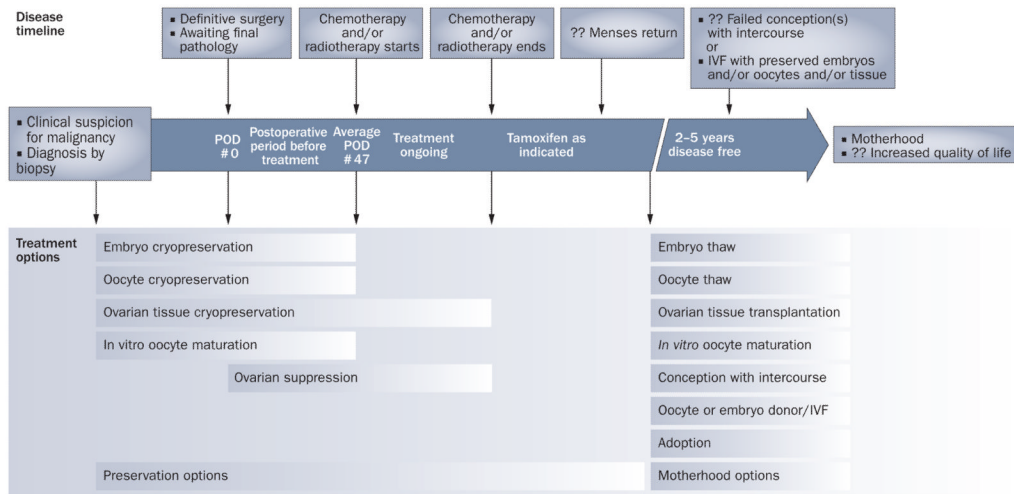 Disease
timeline
▪ Definitive surgery
▪ Awaiting final
pathology
Chemotherapy
and/or
radiotherapy starts
Chemotherapy
and/or
radiotherapy ends
?? Menses return
▪ ?? Failed conception(s)
with intercourse
or
▪ IVF with preserved embryos
and/or oocytes and/or tissue
▪ Clinical suspicion
for malignancy
▪ Diagnosis by
biopsy
POD
#0
Postoperative
period before
treatment
Average
POD
#47
Treatment
ongoing
Tamoxifen as
indicated
2–5 years
disease free
▪ Motherhood
▪ ?? Increased quality of life
Treatment
options
Embryo cryopreservation
Oocyte cryopreservation
Ovarian tissue cryopreservation
In vitro oocyte maturation
Ovarian suppression
Preservation options
Embryo thaw
Oocyte thaw
Ovarian tissue transplantation
In vitro oocyte maturation
Conception with intercourse
Oocyte or embryo donor/IVF
Adoption
Motherhood options